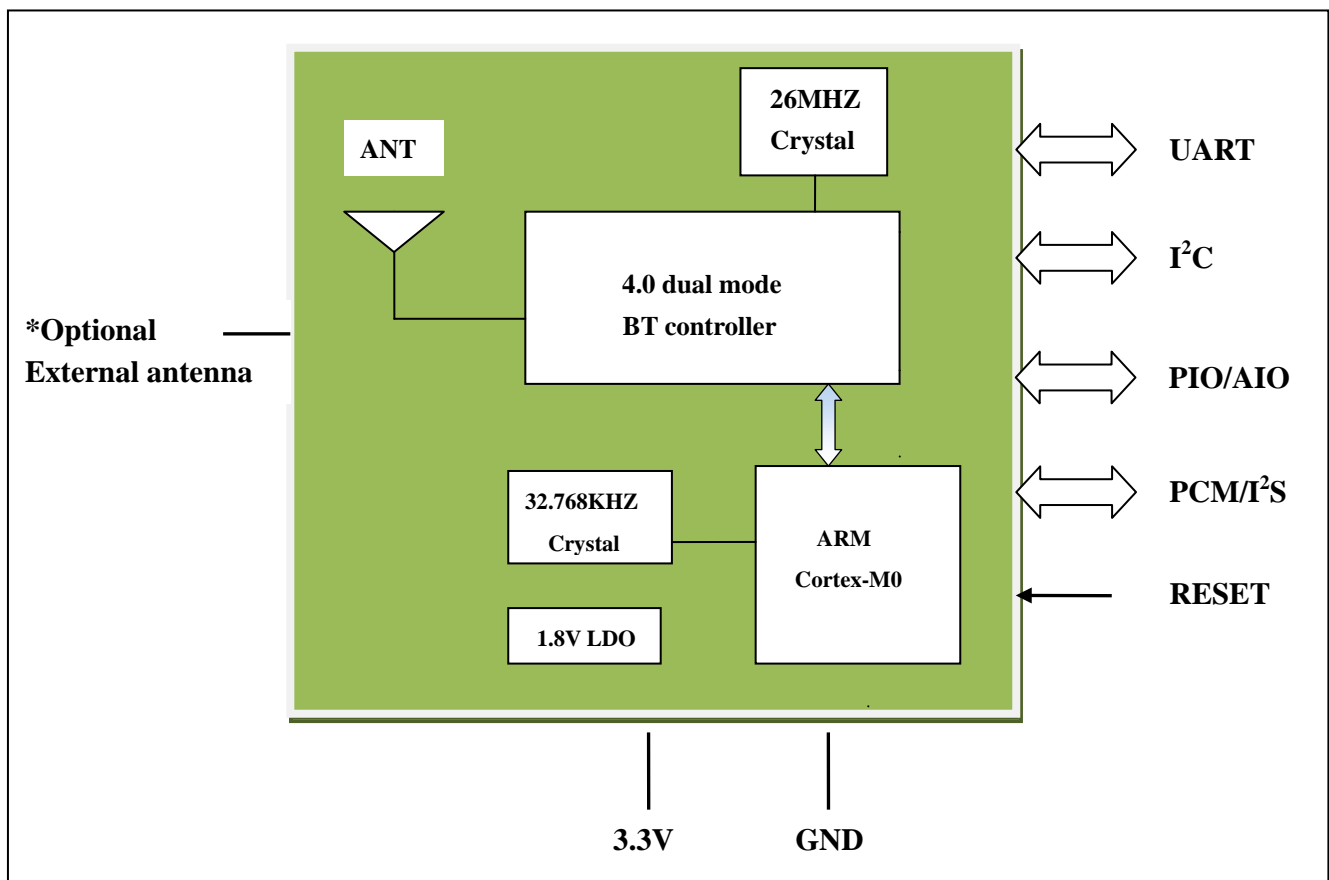 26MHZ
Crystal
ANT
UART
I²C
4.0 dual mode
BT controller
*Optional
External antenna
PIO/AIO
32.768KHZ
Crystal
PCM/I²S
ARM
Cortex-M0
RESET
1.8V LDO
3.3V
GND